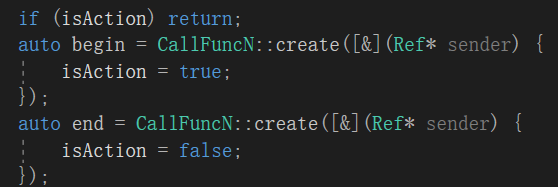 if (isAction) return;
auto begin = CallFuncN::create([&](Ref* sender) {
    isAction = true;
});
auto end = CallFuncN::create([&](Ref* sender) {
    isAction = false;
});